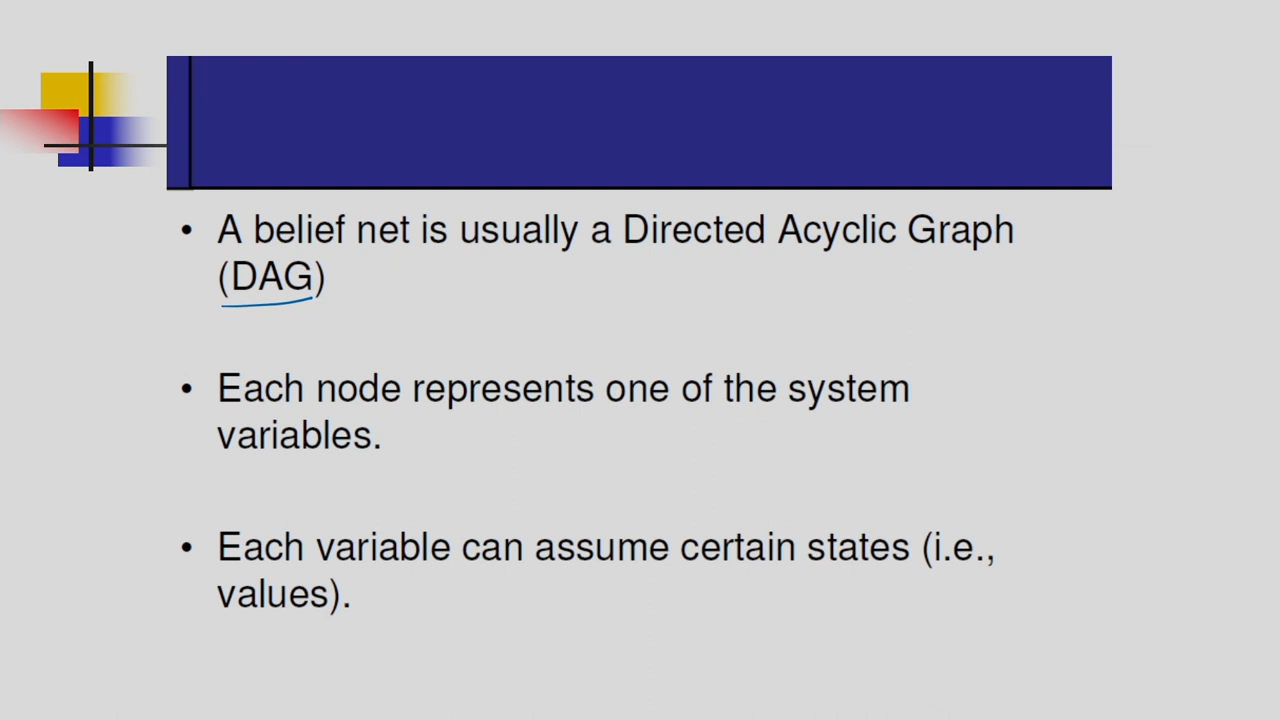 • A belief net is usually a Directed Acyclic Graph
(DAG)
• Each node represents one of the system
variables.
• Each variable can assume certain states (i.e.,
values).